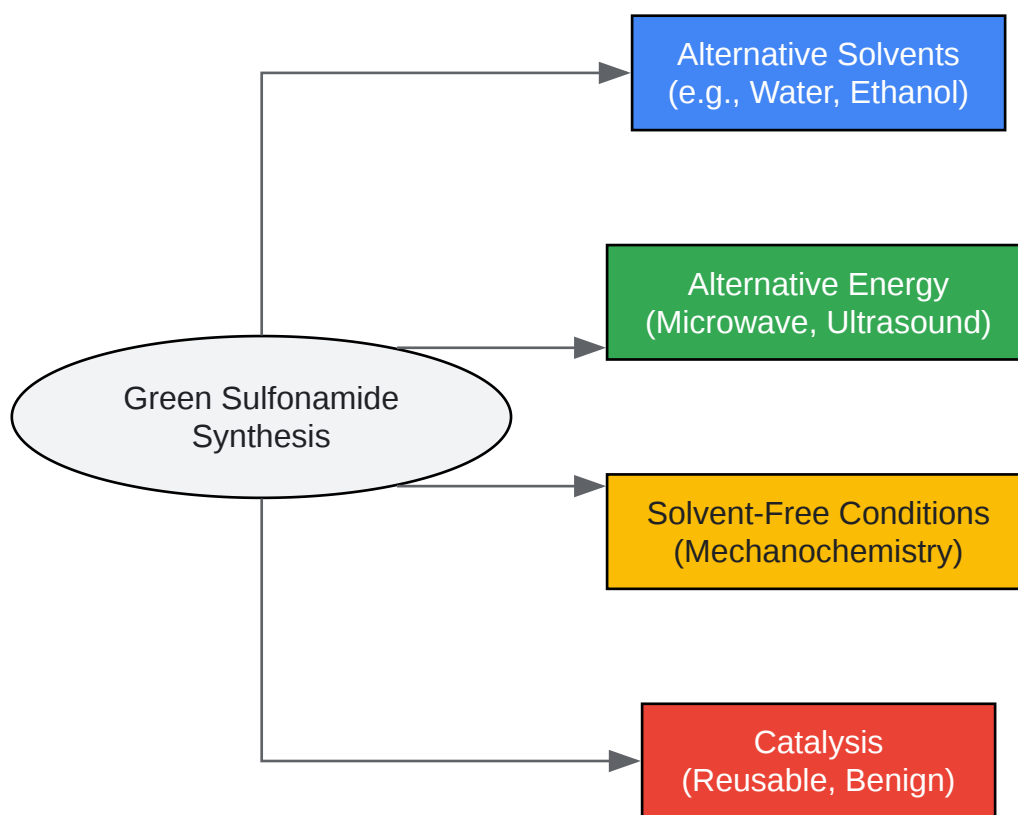 Alternative Solvents
(e.g., Water, Ethanol)
Alternative Energy
(Microwave, Ultrasound)
Green Sulfonamide
Synthesis
Solvent-Free Conditions
(Mechanochemistry)
Catalysis
(Reusable, Benign)